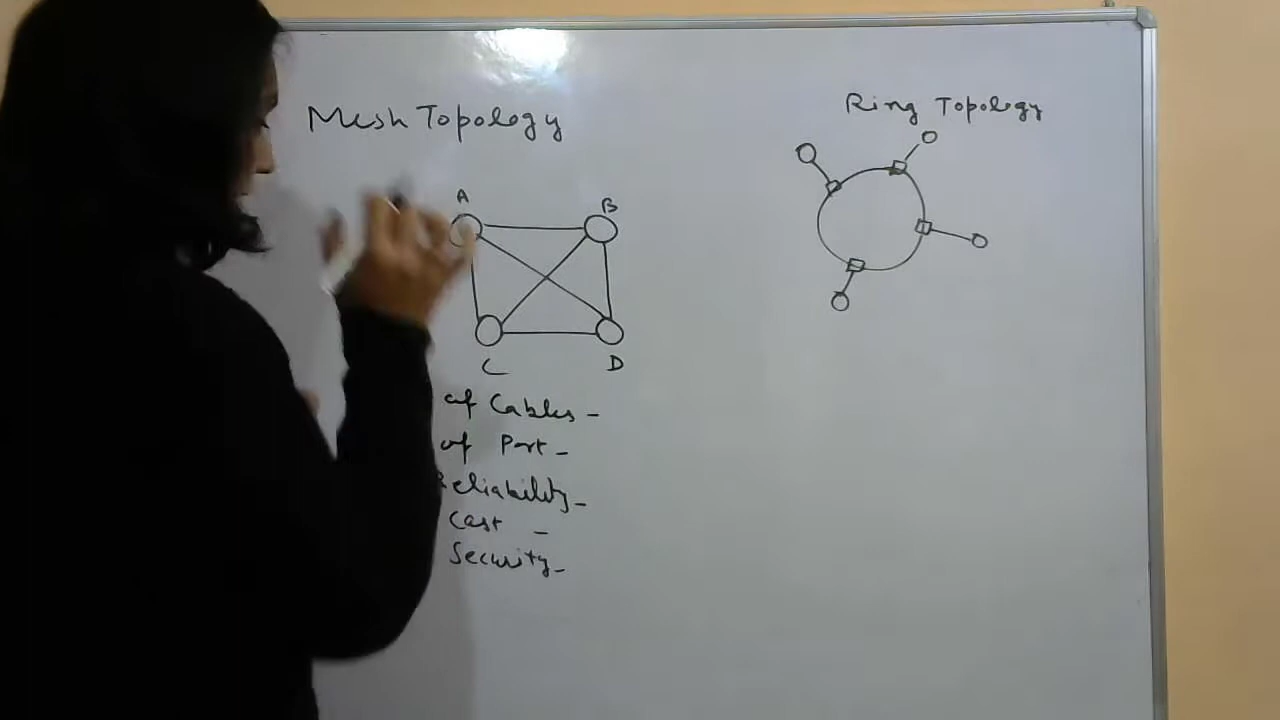 Mesh Topology
A B
C D
of Cables -
of Port -
Reliability -
Cost -
Security -
Ring Topology